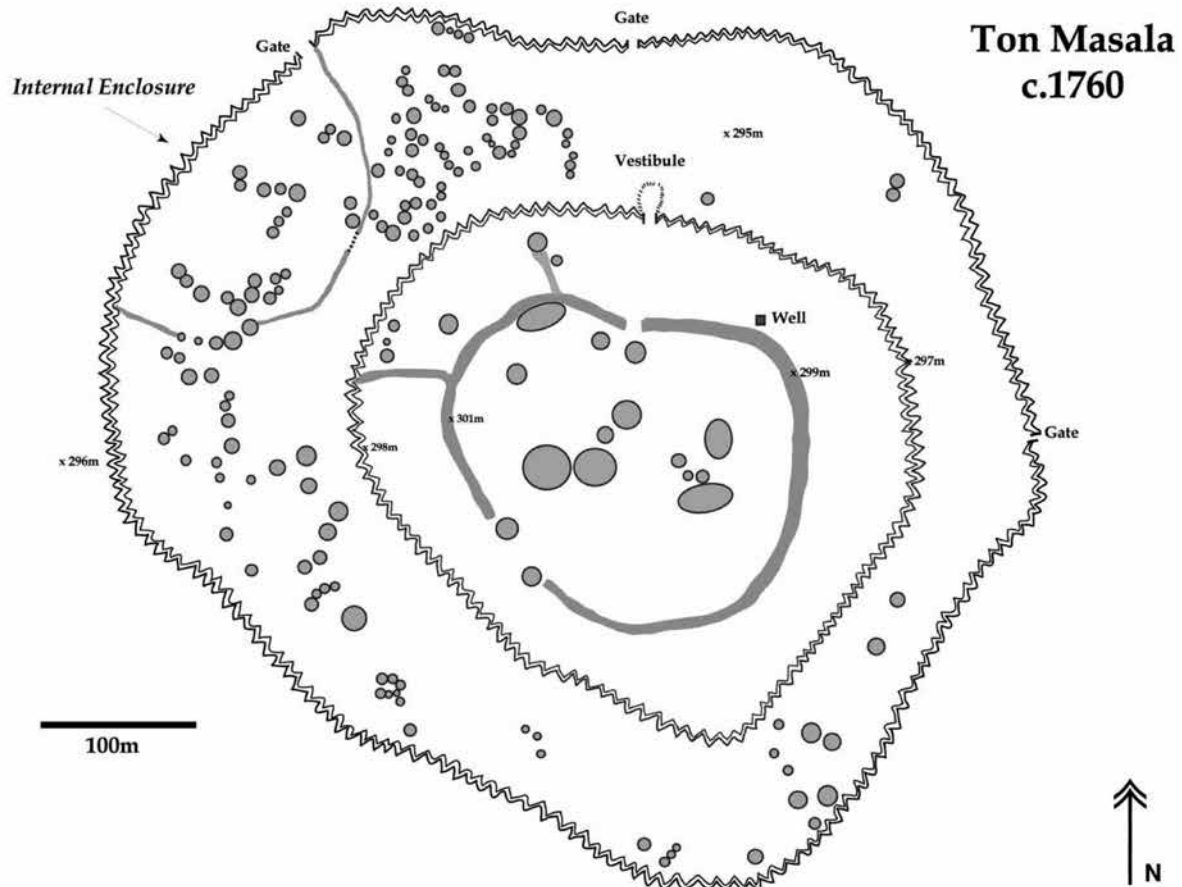 Gate
Ton Masala
c.1760
Gate
Internal Enclosure
x 295m
Vestibule
Well
x 297m
x 299m
x 301m
Gate
x 298m
x 296m
100m
N